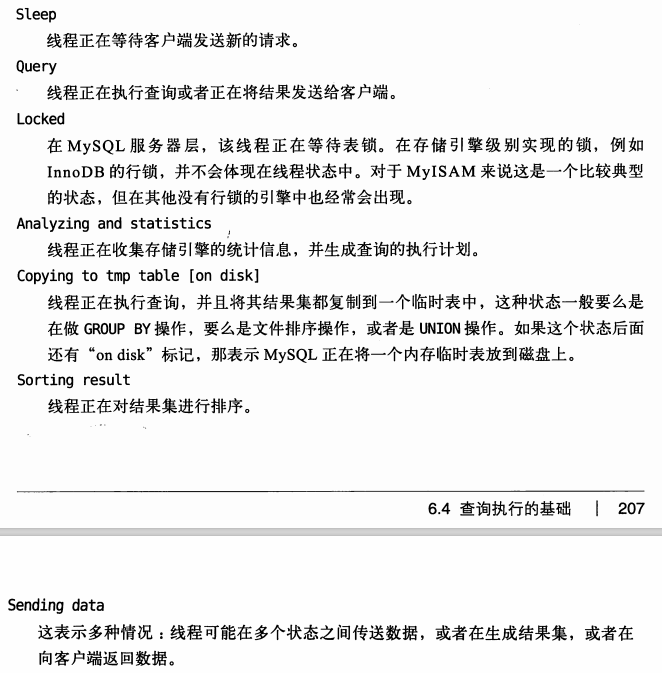 Sleep
线程正在等待客户端发送新的请求。
Query
线程正在执行查询或者正在将结果发送给客户端。
Locked
在 MySQL 服务器层，该线程正在等待表锁。在存储引擎级别实现的锁，例如
InnoDB 的行锁，并不会体现在线程状态中。对于 MyISAM 来说这是一个比较典型
的状态，但在其他没有行锁的引擎中也经常会出现。
Analyzing and statistics
线程正在收集存储引擎的统计信息，并生成查询的执行计划。
Copying to tmp table [on disk]
线程正在执行查询，并且将其结果集都复制到一个临时表中，这种状态一般要么是
在做 GROUP BY 操作，要么是文件排序操作，或者是 UNION 操作。如果这个状态后面
还有“on disk”标记，那表示 MySQL 正在将一个内存临时表放到磁盘上。
Sorting result
线程正在对结果集进行排序。
6.4 查询执行的基础 | 207
Sending data
这表示多种情况：线程可能在多个状态之间传送数据，或者在生成结果集，或者在
向客户端返回数据。